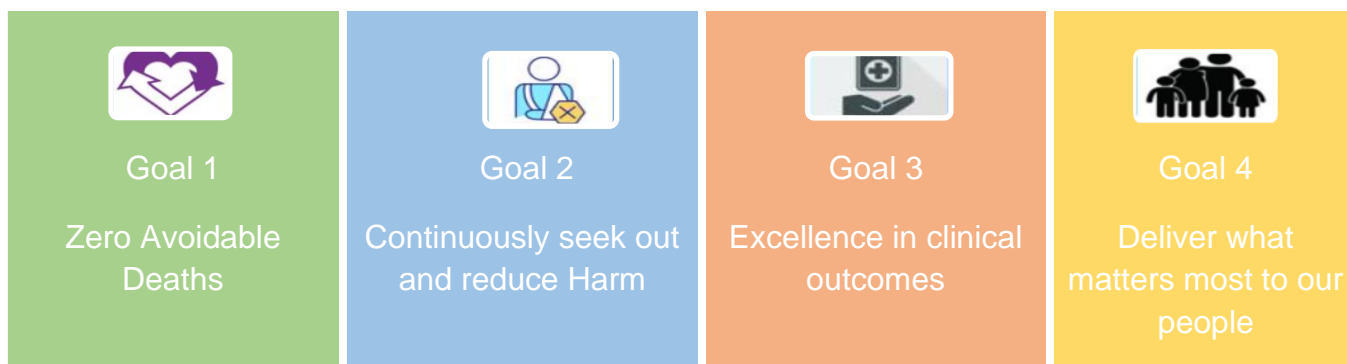 Goal 1
Zero Avoidable
Deaths
Goal 2
Continuously seek out
and reduce Harm
Goal 3
Excellence in clinical
outcomes
Goal 4
Deliver what
matters most to our
people